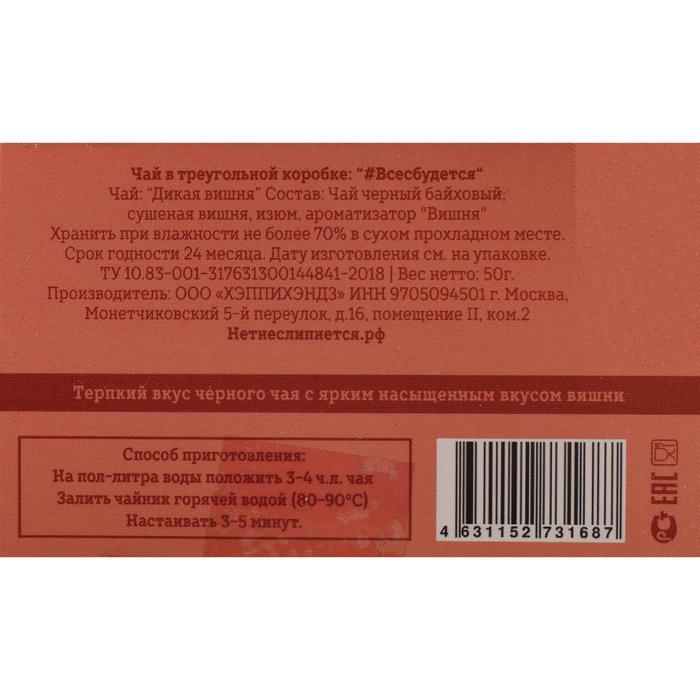 Чай в треугольной коробке: "#Всесбудется"
Чай: "Дикая вишня" Состав: Чай черный байховый,
сушеная вишня, изюм, ароматизатор "Вишня"
Хранить при влажности не более 70% в сухом прохладном месте.
Срок годности 24 месяца. Дату изготовления см. на упаковке.
ТУ 10.83-001-317631300144841-2018 | Вес нетто: 50г.
Производитель: ООО «ХЭППИХЭНДЗ» ИНН 9705094501 г. Москва,
Монетчиковский 5-й переулок, д.16, помещение II, ком.2
Нетнеслипнется.рф
Терпкий вкус черного чая с ярким насыщенным вкусом вишни
Способ приготовления:
На пол-литра воды положить 3-4 ч.л. чая
Залить чайник горячей водой (80-90°C)
Настаивать 3-5 минут.
4 631152 731687
EAC